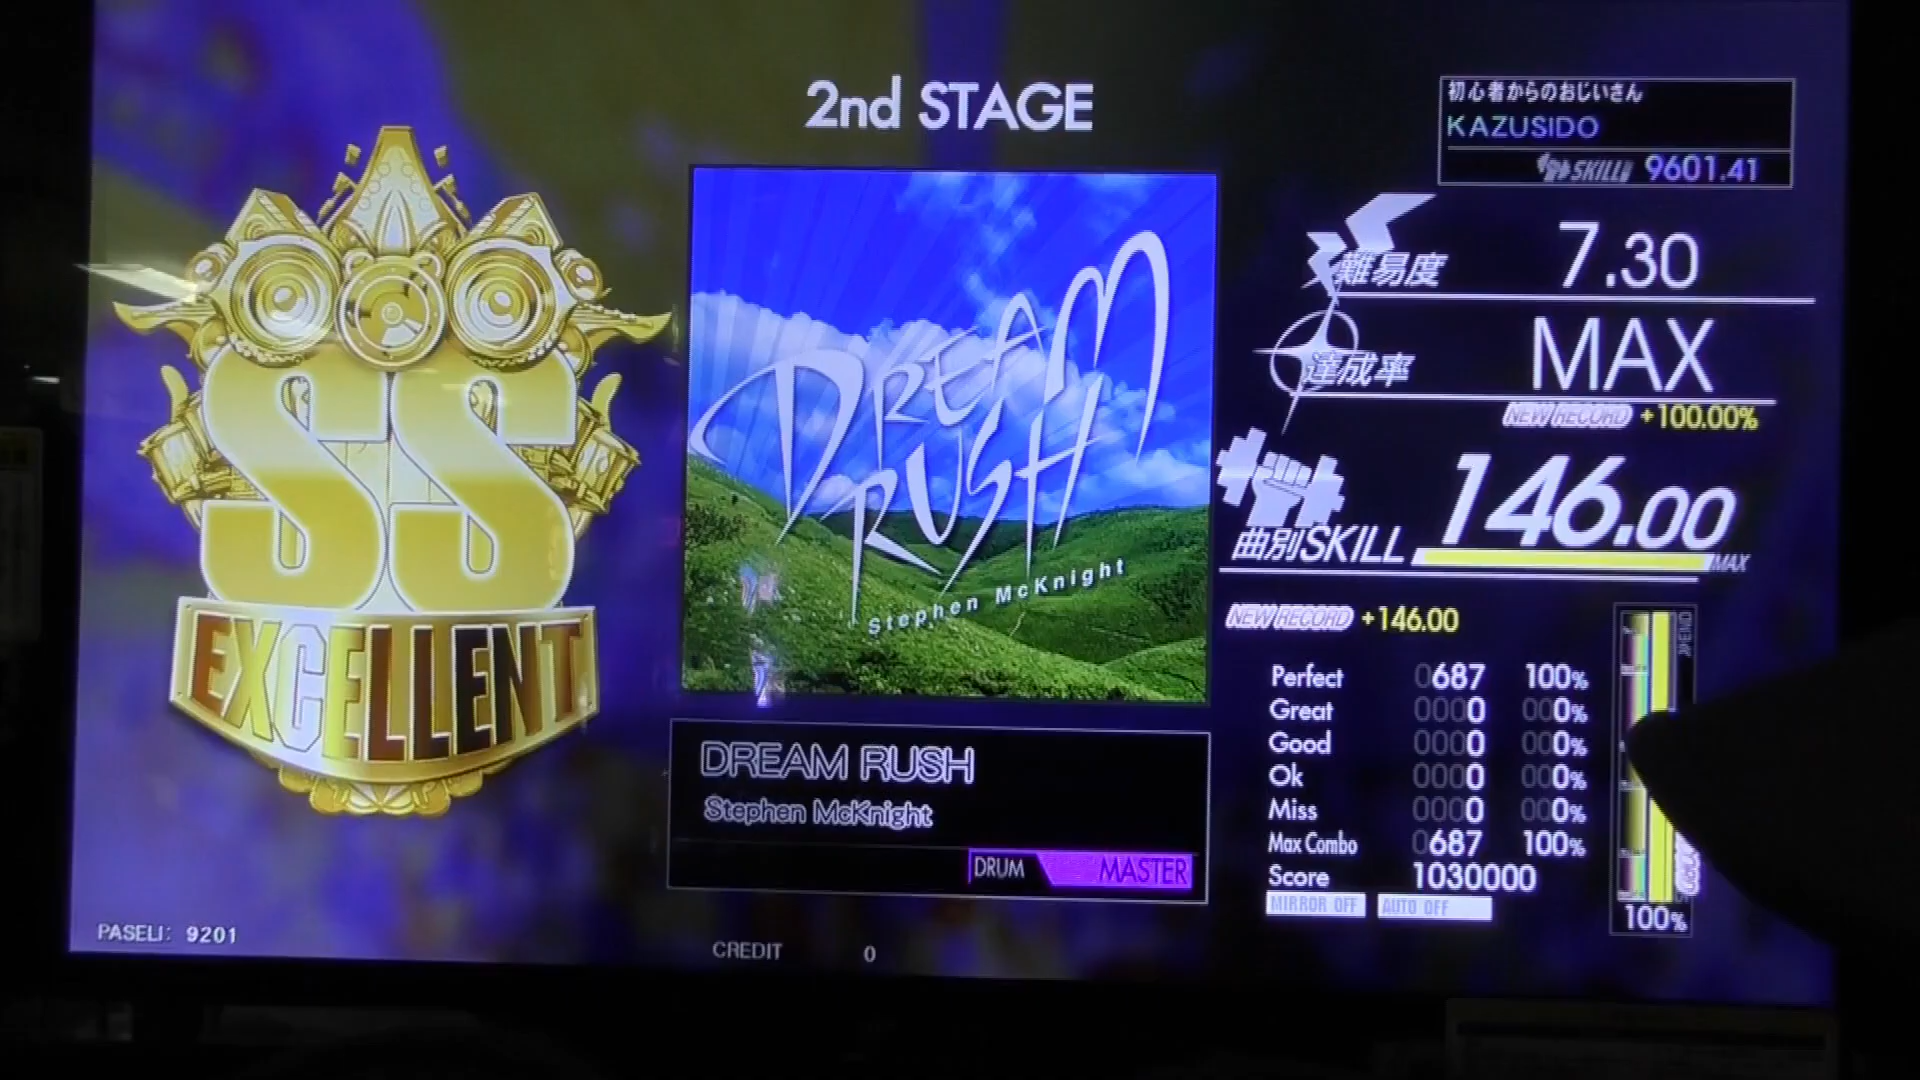 2nd STAGE
初心者からのおじいさん
KAZUSIDO
SKILL 9601.41
難易度 7.30
達成率 MAX
NEW RECORD +100.00%
曲別SKILL 146.00
MAX
NEW RECORD +146.00
SS
EXCELLENT
DREAM
RUSH
Stephen McKnight
DREAM RUSH
Stephen McKnight
DRUM MASTER
Perfect 0687 100%
Great 0000 000%
Good 0000 000%
Ok 0000 000%
Miss 0000 000%
Max Combo 0687 100%
Score 1030000
MIRROR OFF AUTO OFF
100%
PASELI: 9201
CREDIT 0